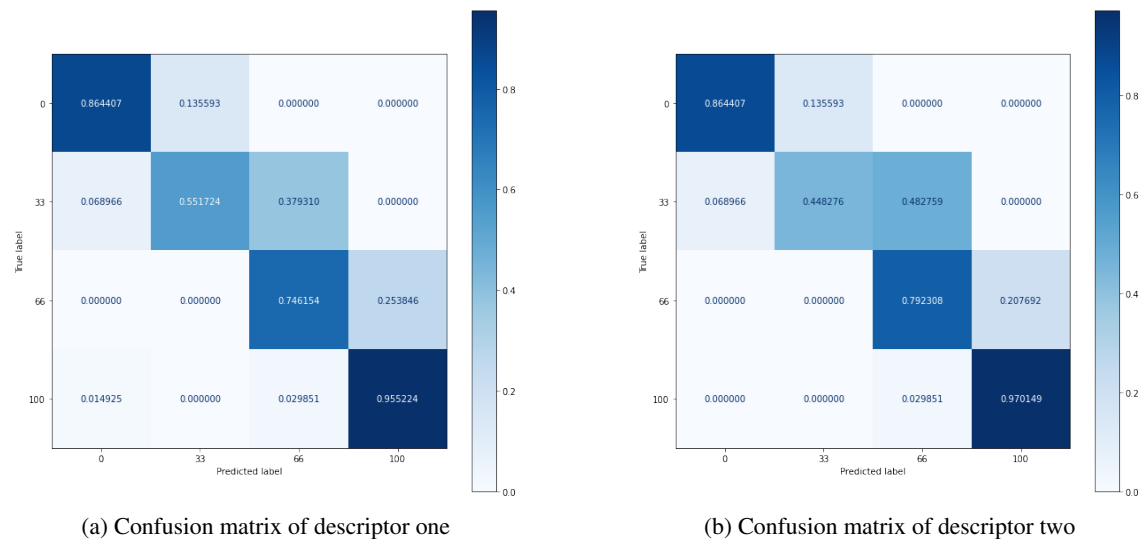 0 0.864407 0.135593 0.000000 0.000000
0.8
33 0.068966 0.551724 0.379310 0.000000
0.6
True label
66 0.000000 0.000000 0.746154 0.253846
0.4
100 0.014925 0.000000 0.029851 0.955224
0.2
0 33 66 100
Predicted label
0.0
(a) Confusion matrix of descriptor one
0 0.864407 0.135593 0.000000 0.000000
0.8
33 0.068966 0.448276 0.482759 0.000000
0.6
True label
66 0.000000 0.000000 0.792308 0.207692
0.4
100 0.000000 0.000000 0.029851 0.970149
0.2
0 33 66 100
Predicted label
0.0
(b) Confusion matrix of descriptor two